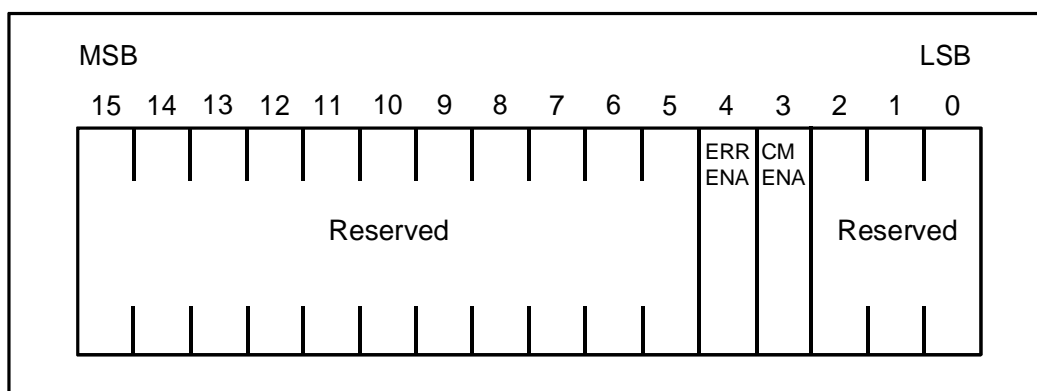 MSB LSB
15 14 13 12 11 10 9 8 7 6 5 4 3 2 1 0
ERR CM
ENA ENA
Reserved Reserved